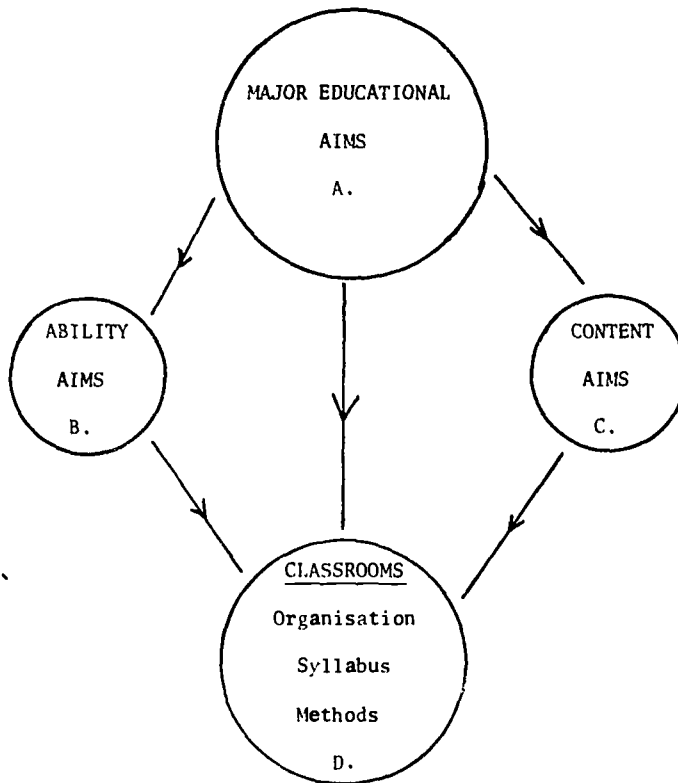 MAJOR EDUCATIONAL
AIMS
A.
ABILITY
AIMS
B.
CONTENT
AIMS
C.
CLASSROOMS
Organisation
Syllabus
Methods
D.